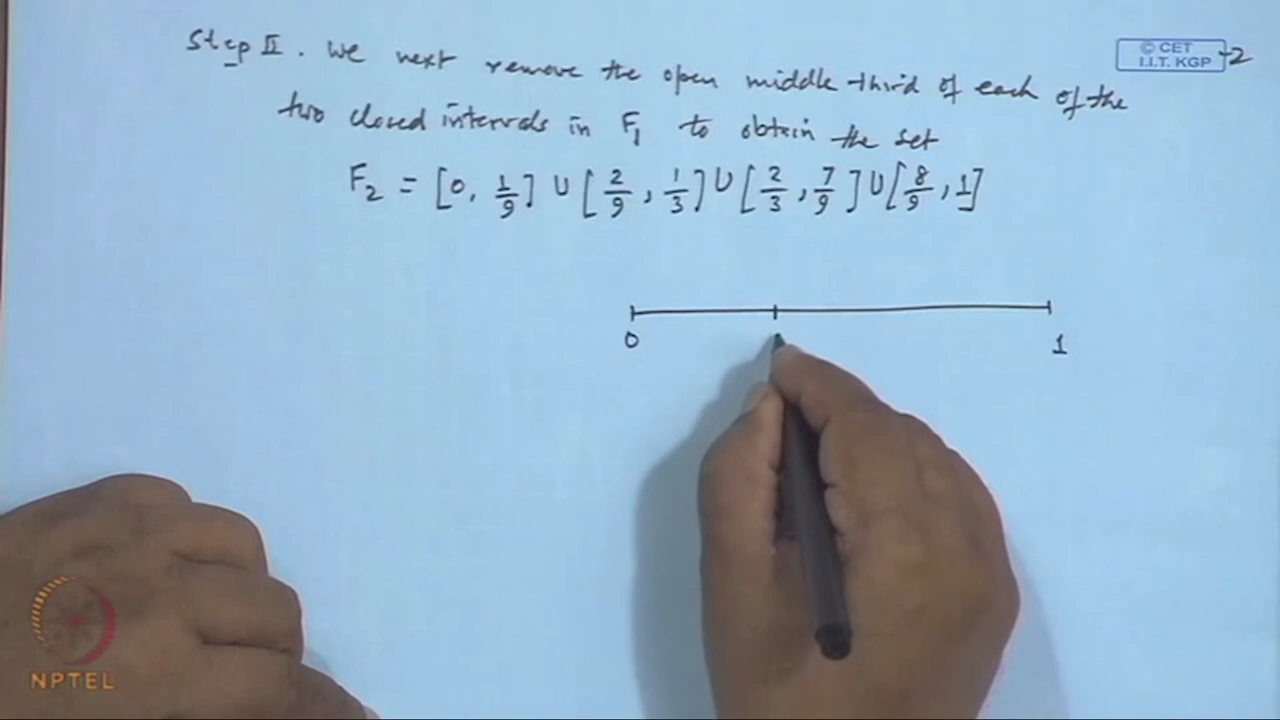 Step II. We next remove the open middle third of each of the
two closed intervals in F₁ to obtain the set
F₂ = [0, 1/9] ∪ [2/9, 1/3] ∪ [2/3, 7/9] ∪ [8/9, 1]
0 1
© CET
I.I.T. KGP -2
NPTEL